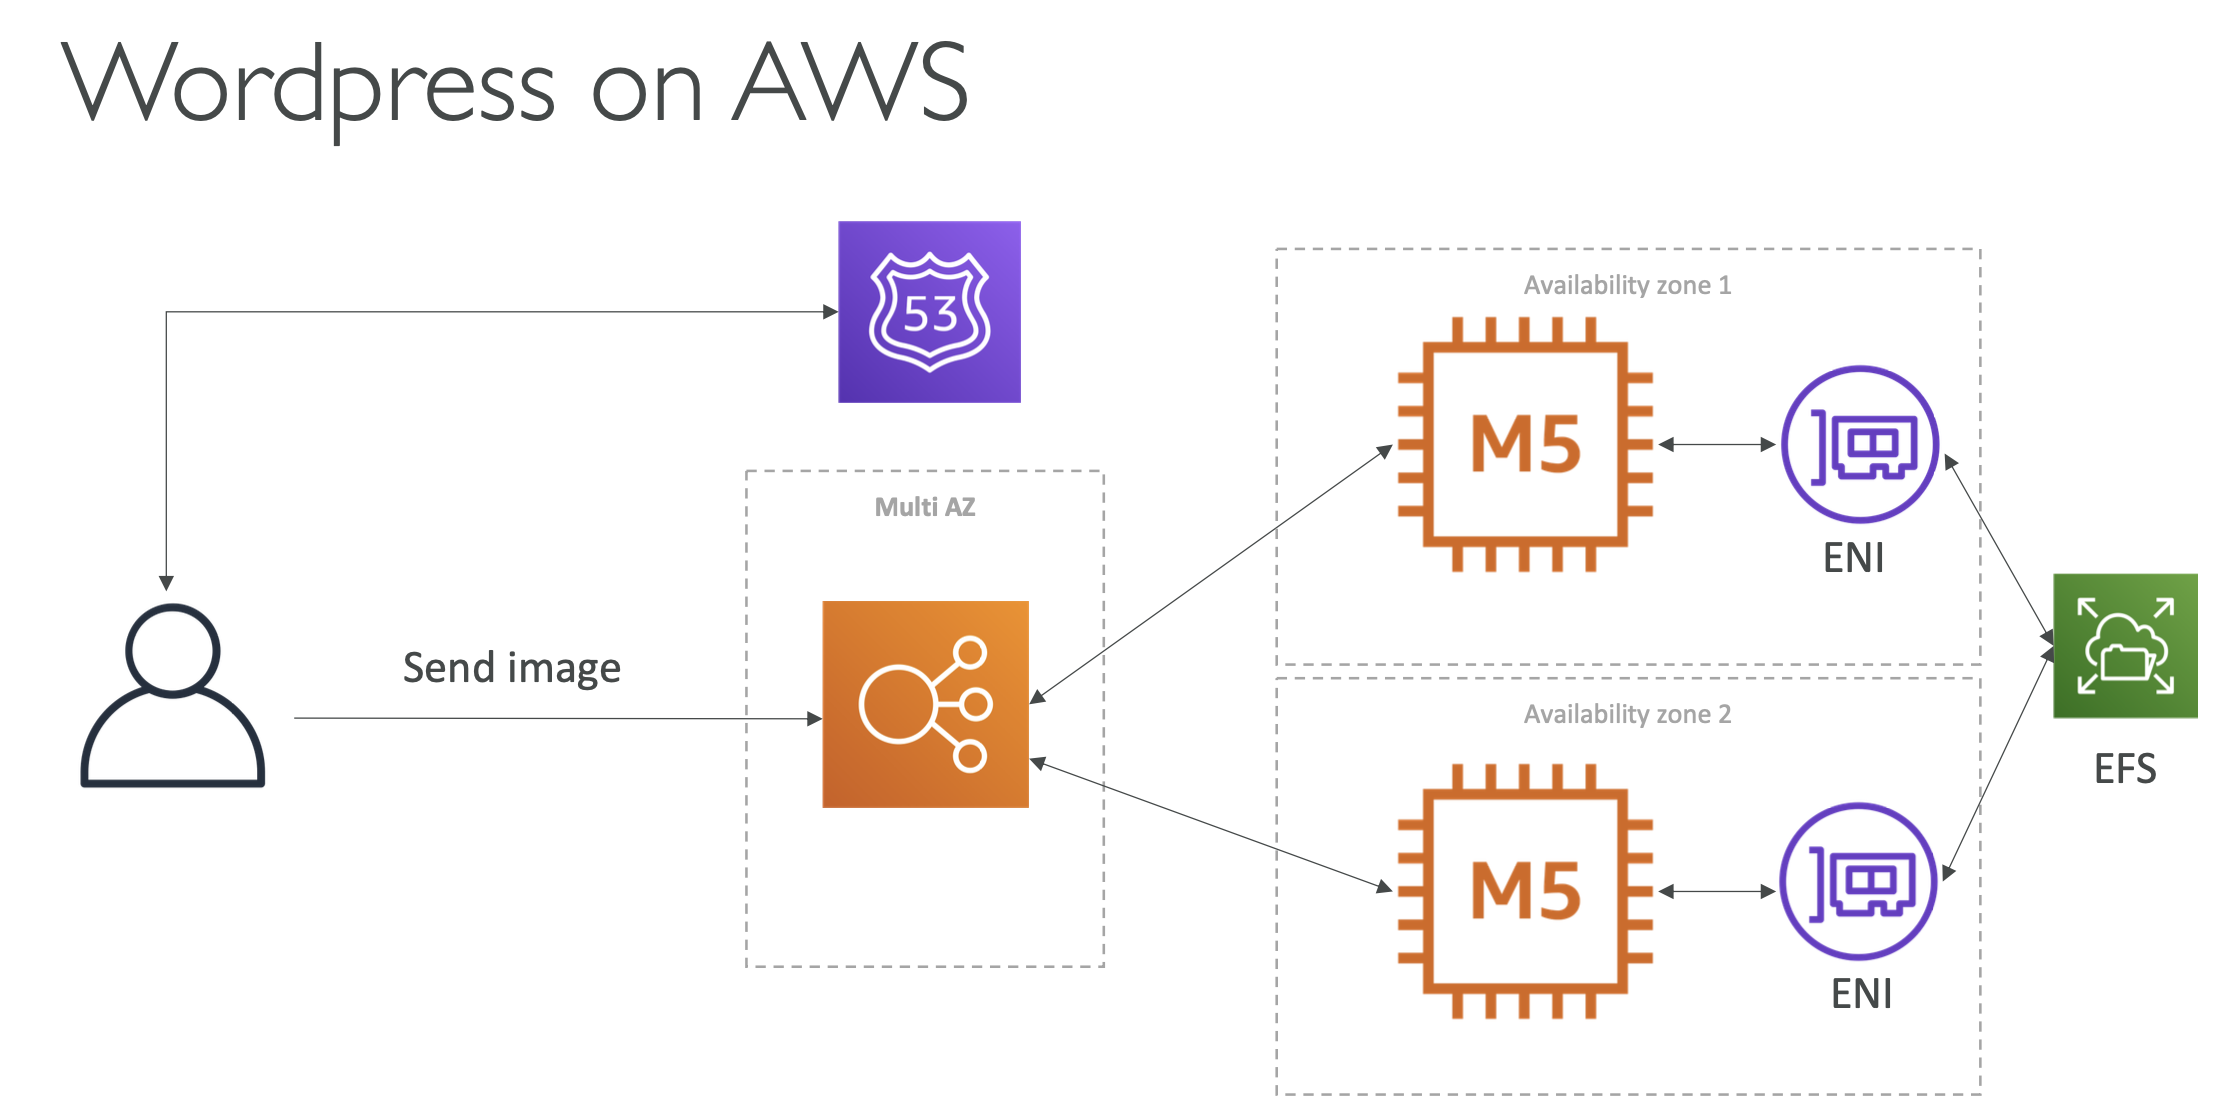 Wordpress on AWS
53
Availability zone 1
M5
ENI
Multi AZ
Send image
Availability zone 2
EFS
M5
ENI